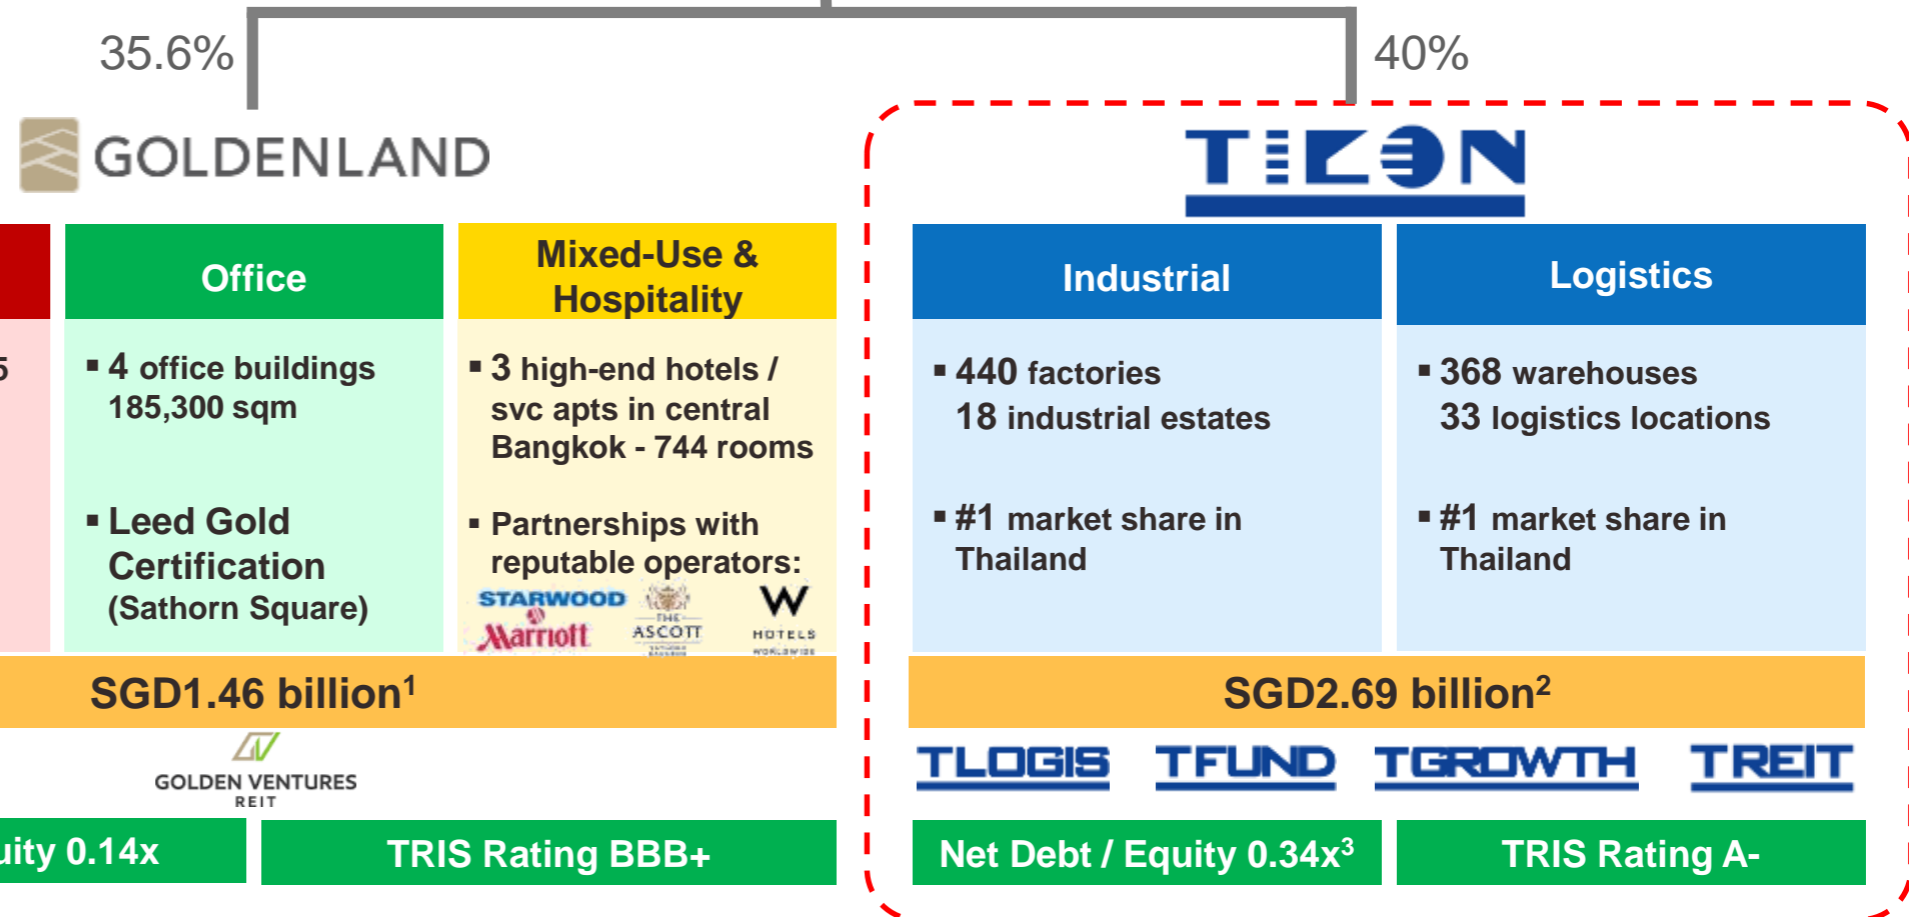 35.6%
40%
GOLDENLAND
TICON
Office
Mixed-Use &
Hospitality
Industrial
Logistics
5
▪ 4 office buildings
185,300 sqm
▪ Leed Gold
Certification
(Sathorn Square)
▪ 3 high-end hotels /
svc apts in central
Bangkok - 744 rooms
▪ Partnerships with
reputable operators:
STARWOOD
Marriott
THE
ASCOTT
W
HOTELS
WORLDWIDE
▪ 440 factories
18 industrial estates
▪ #1 market share in
Thailand
▪ 368 warehouses
33 logistics locations
▪ #1 market share in
Thailand
SGD1.46 billion¹
SGD2.69 billion²
GOLDEN VENTURES
REIT
TLOGIS
TFUND
TGROWTH
TREIT
uity 0.14x
TRIS Rating BBB+
Net Debt / Equity 0.34x³
TRIS Rating A-